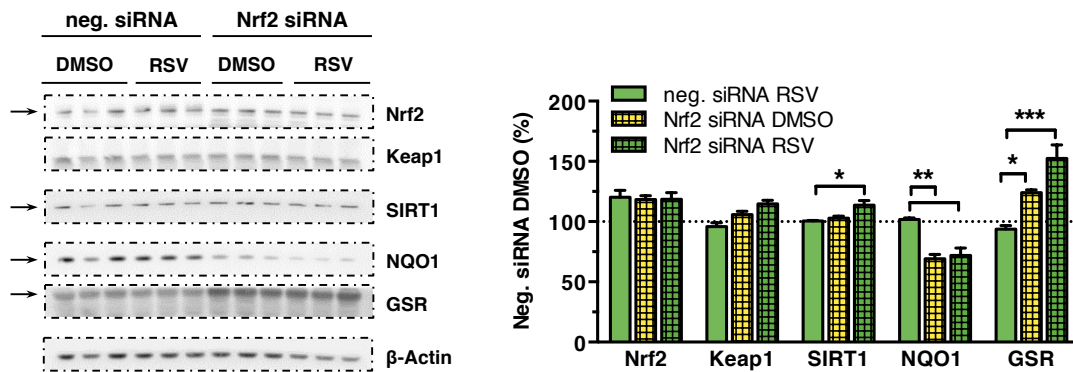 neg. siRNA Nrf2 siRNA
DMSO RSV DMSO RSV
Nrf2
Keap1
SIRT1
NQO1
GSR
β-Actin
Neg. siRNA DMSO (%)
200
150
100
50
0
neg. siRNA RSV
Nrf2 siRNA DMSO
Nrf2 siRNA RSV
*
**
*
***
Nrf2 Keap1 SIRT1 NQO1 GSR